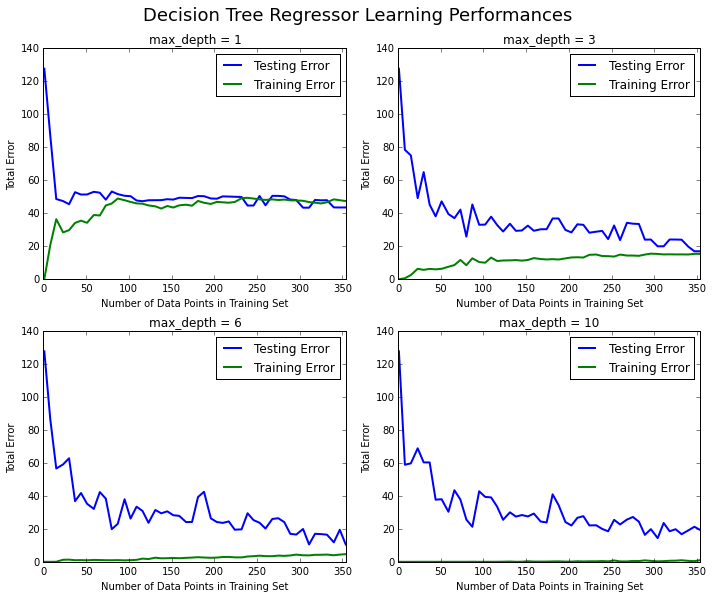 Decision Tree Regressor Learning Performances
max_depth = 1
140
120
100
80
60
40
20
0
Total Error
Testing Error
Training Error
0 50 100 150 200 250 300 350
Number of Data Points in Training Set
max_depth = 3
140
120
100
80
60
40
20
0
Total Error
Testing Error
Training Error
0 50 100 150 200 250 300 350
Number of Data Points in Training Set
max_depth = 6
140
120
100
80
60
40
20
0
Total Error
Testing Error
Training Error
0 50 100 150 200 250 300 350
Number of Data Points in Training Set
max_depth = 10
140
120
100
80
60
40
20
0
Total Error
Testing Error
Training Error
0 50 100 150 200 250 300 350
Number of Data Points in Training Set